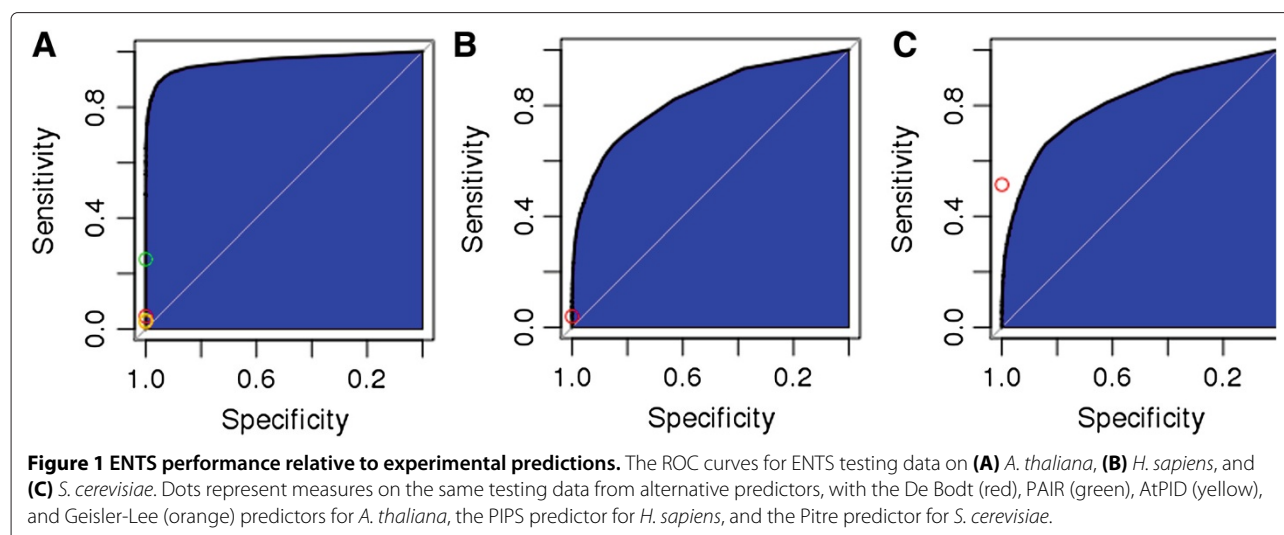 A
B
C
Sensitivity
0.8
0.4
0.0
1.0 0.6 0.2
Specificity
Sensitivity
0.8
0.4
0.0
1.0 0.6 0.2
Specificity
Sensitivity
0.8
0.4
0.0
1.0 0.6 0.2
Specificity
Figure 1 ENTS performance relative to experimental predictions. The ROC curves for ENTS testing data on (A) A. thaliana, (B) H. sapiens, and
(C) S. cerevisiae. Dots represent measures on the same testing data from alternative predictors, with the De Bodt (red), PAIR (green), AtPID (yellow),
and Geisler-Lee (orange) predictors for A. thaliana, the PIPS predictor for H. sapiens, and the Pitre predictor for S. cerevisiae.